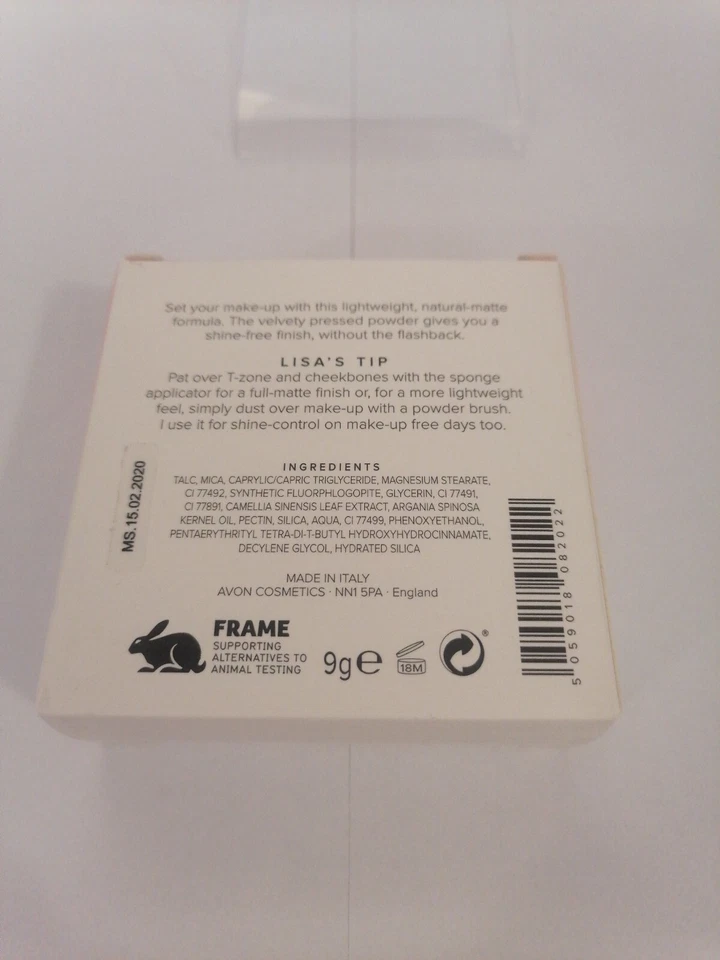 Set your make-up with this lightweight, natural-matte
formula. The velvety pressed powder gives you a
shine-free finish, without the flashback.
LISA'S TIP
Pat over T-zone and cheekbones with the sponge
applicator for a full-matte finish or, for a more lightweight
feel, simply dust over make-up with a powder brush.
I use it for shine-control on make-up free days too.
MS.15.02.2020
INGREDIENTS
TALC, MICA, CAPRYLIC/CAPRIC TRIGLYCERIDE, MAGNESIUM STEARATE,
CI 77492, SYNTHETIC FLUORPHLOGOPITE, GLYCERIN, CI 77491,
CI 77891, CAMELLIA SINENSIS LEAF EXTRACT, ARGANIA SPINOSA
KERNEL OIL, PECTIN, SILICA, AQUA, CI 77499, PHENOXYETHANOL,
PENTAERYTHRITYL TETRA-DI-T-BUTYL HYDROXYHYDROCINNAMATE,
DECYLENE GLYCOL, HYDRATED SILICA
MADE IN ITALY
AVON COSMETICS · NN1 5PA · England
FRAME
SUPPORTING
ALTERNATIVES TO
ANIMAL TESTING
9g e
18M
®
5 059018 082022